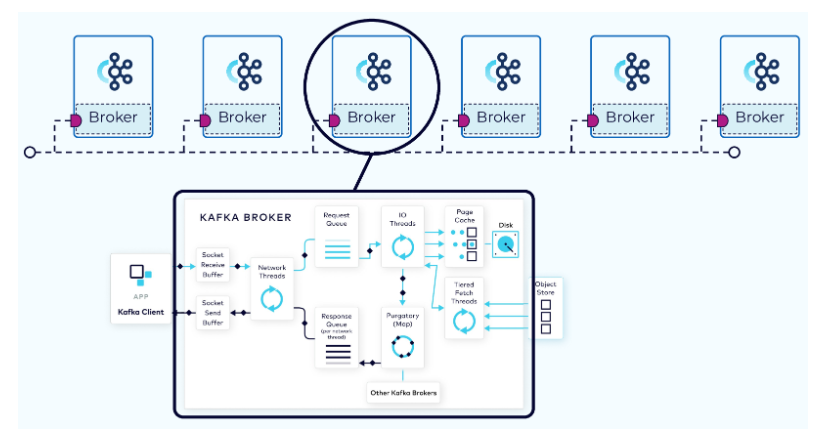 Broker
Broker
Broker
Broker
Broker
Broker
KAFKA BROKER
Request
Queue
IO
Threads
Page
Cache
Disk
Socket
Receive
Buffer
Network
Threads
APP
Kafka Client
Socket
Send
Buffer
Response
Queue
(per network
thread)
Purgatory
(Map)
Tiered
Fetch
Threads
Object
Store
Other Kafka Brokers